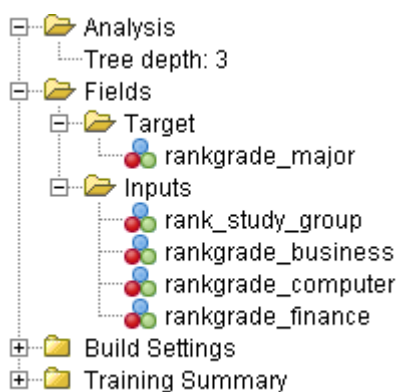 Analysis
Tree depth: 3
Fields
Target
rankgrade_major
Inputs
rank_study_group
rankgrade_business
rankgrade_computer
rankgrade_finance
Build Settings
Training Summary